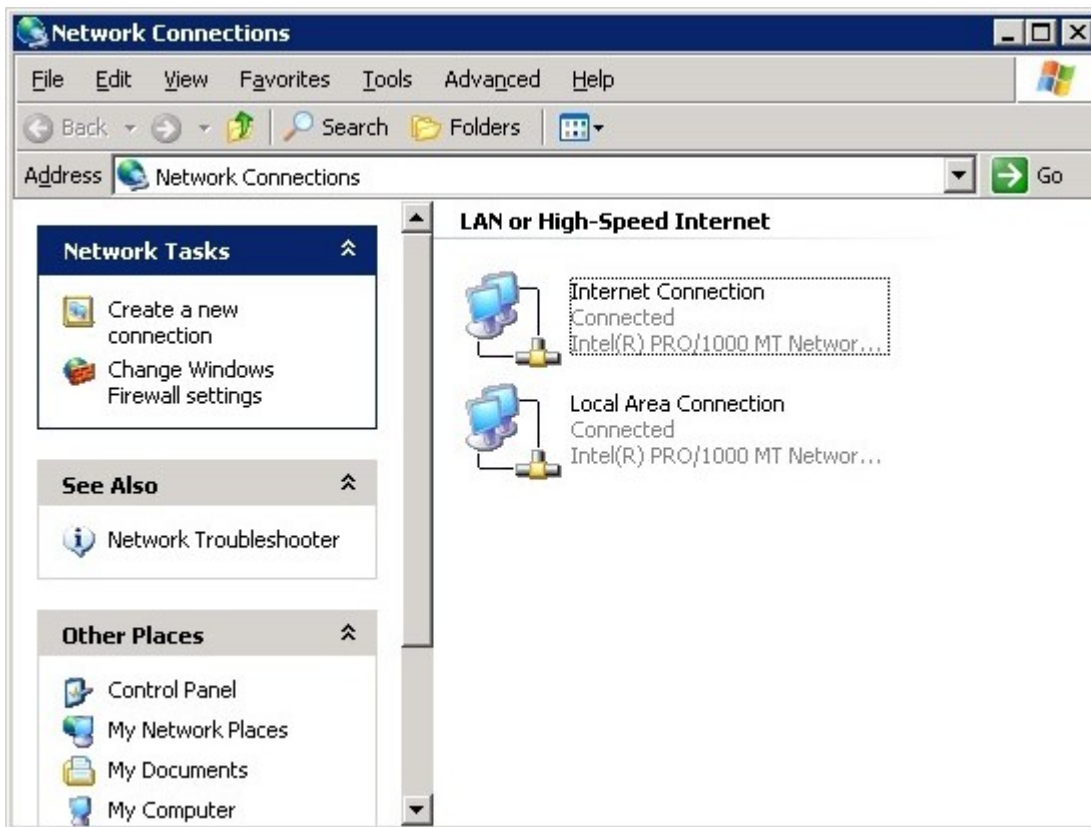 Network Connections
File Edit View Favorites Tools Advanced Help
Back Search Folders
Address Network Connections Go
Network Tasks
Create a new
connection
Change Windows
Firewall settings
See Also
Network Troubleshooter
Other Places
Control Panel
My Network Places
My Documents
My Computer
LAN or High-Speed Internet
Internet Connection
Connected
Intel(R) PRO/1000 MT Networ...
Local Area Connection
Connected
Intel(R) PRO/1000 MT Networ...